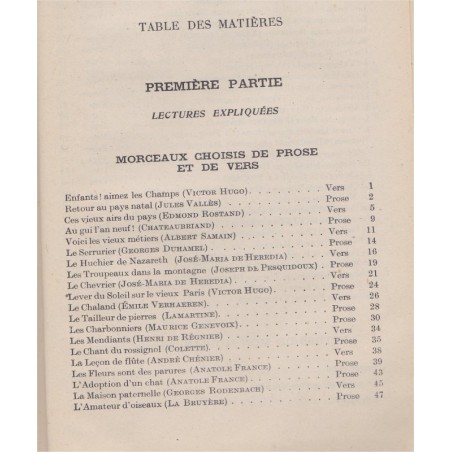 TABLE DES MATIÈRES
PREMIÈRE PARTIE
LECTURES EXPLIQUÉES
MORCEAUX CHOISIS DE PROSE
ET DE VERS
Enfants! aimez les Champs (VICTOR HUGO) . . . . . . Vers 1
Retour au pays natal (JULES VALLÈS) . . . . . . Prose 2
Ces vieux airs du pays (EDMOND ROSTAND) . . . . . . Vers 5
Au gui l'an neuf! (CHATEAUBRIAND) . . . . . . Prose 9
Voici les vieux métiers (ALBERT SAMAIN) . . . . . . Vers 11
Le Serrurier (GEORGES DUHAMEL) . . . . . . Prose 14
Le Huchier de Nazareth (JOSÉ-MARIA DE HEREDIA) . . . . Vers 16
Les Troupeaux dans la montagne (JOSEPH DE PESQUIDOUX) . Prose 19
Le Chevrier (JOSÉ-MARIA DE HEREDIA) . . . . . . Vers 21
Lever du Soleil sur le vieux Paris (VICTOR HUGO) . . . . Prose 24
Le Chaland (ÉMILE VERHAEREN) . . . . . . Vers 26
Le Tailleur de pierres (LAMARTINE) . . . . . . Prose 28
Les Charbonniers (MAURICE GENEVOIX) . . . . . . Prose 30
Les Mendiants (HENRI DE RÉGNIER) . . . . . . Vers 34
Le Chant du rossignol (COLETTE) . . . . . . Prose 35
La Leçon de flûte (ANDRÉ CHÉNIER) . . . . . . Vers 38
Les Fleurs sont des parures (ANATOLE FRANCE) . . . . . Prose 39
L'Adoption d'un chat (ANATOLE FRANCE) . . . . . . Prose 43
La Maison paternelle (GEORGES RODENBACH) . . . . . . Vers 45
L'Amateur d'oiseaux (LA BRUYÈRE) . . . . . . Prose 47